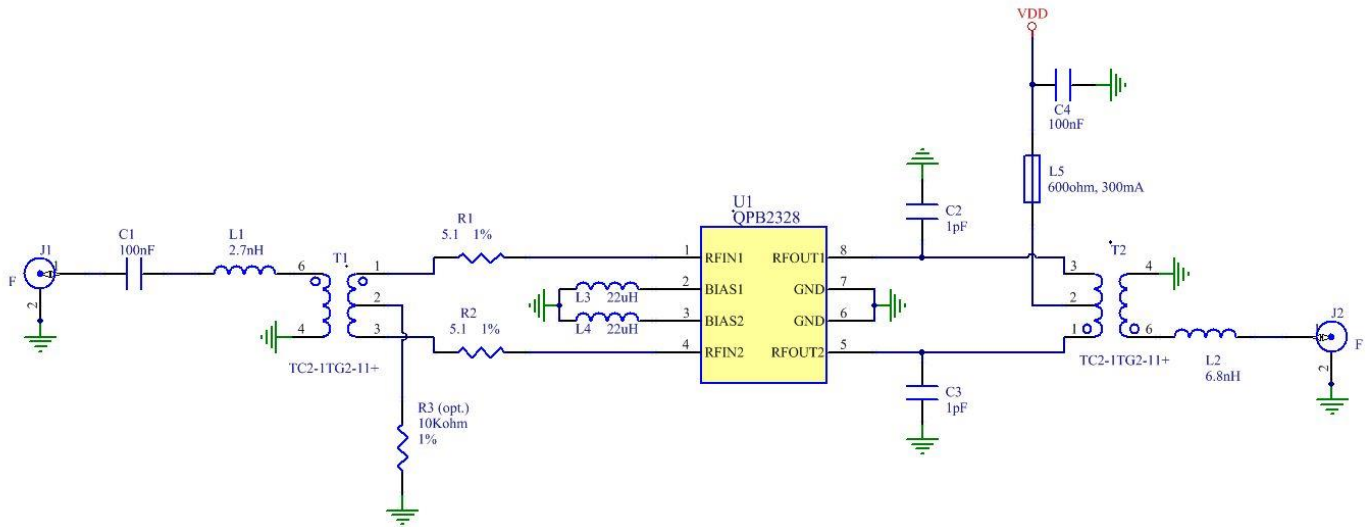 VDD
C4
100nF
L5
600ohm, 300mA
U1
QPB2328
C2
1pF
R1
5.1 1%
C1
100nF
L1
2.7nH
J1
F
1
2
T1
6
4
1
2
3
TC2-1TG2-11+
R2
5.1 1%
L3 22uH
L4 22uH
1
2
3
4
RFIN1
BIAS1
BIAS2
RFIN2
RFOUT1
GND
GND
RFOUT2
8
7
6
5
T2
3
2
1
4
6
TC2-1TG2-11+
L2
6.8nH
J2
F
2
C3
1pF
R3 (opt.)
10Kohm
1%